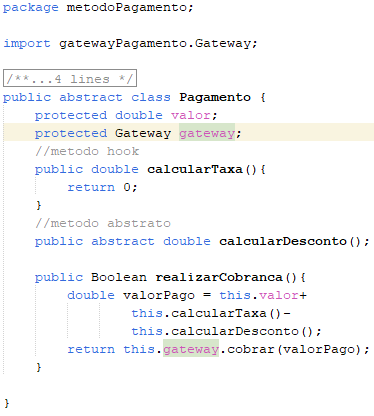 package metodoPagamento;
import gatewayPagamento.Gateway;
/**...4 lines */
public abstract class Pagamento {
protected double valor;
protected Gateway gateway;
//metodo hook
public double calcularTaxa(){
return 0;
}
//metodo abstrato
public abstract double calcularDesconto();
public Boolean realizarCobranca(){
double valorPago = this.valor+
this.calcularTaxa()-
this.calcularDesconto();
return this.gateway.cobrar(valorPago);
}
}